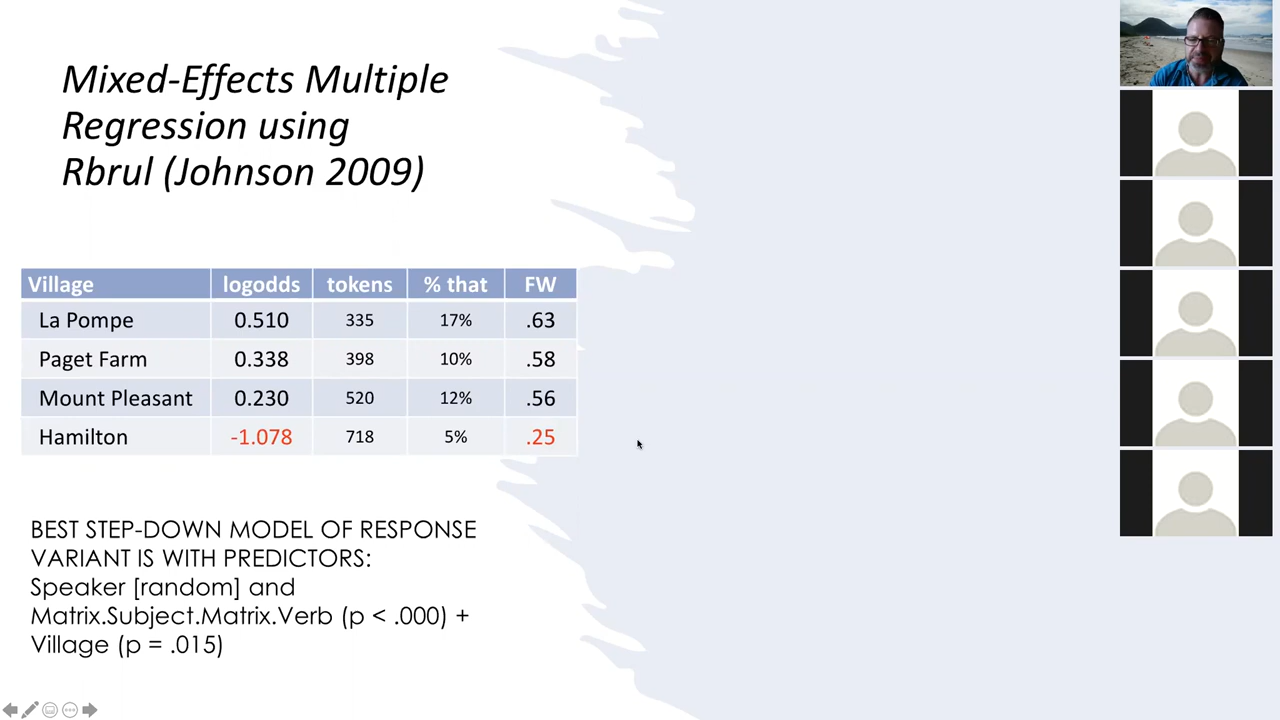 Mixed-Effects Multiple
Regression using
Rbrul (Johnson 2009)
Village logodds tokens % that FW
La Pompe 0.510 335 17% .63
Paget Farm 0.338 398 10% .58
Mount Pleasant 0.230 520 12% .56
Hamilton -1.078 718 5% .25
BEST STEP-DOWN MODEL OF RESPONSE
VARIANT IS WITH PREDICTORS:
Speaker [random] and
Matrix.Subject.Matrix.Verb (p < .000) +
Village (p = .015)